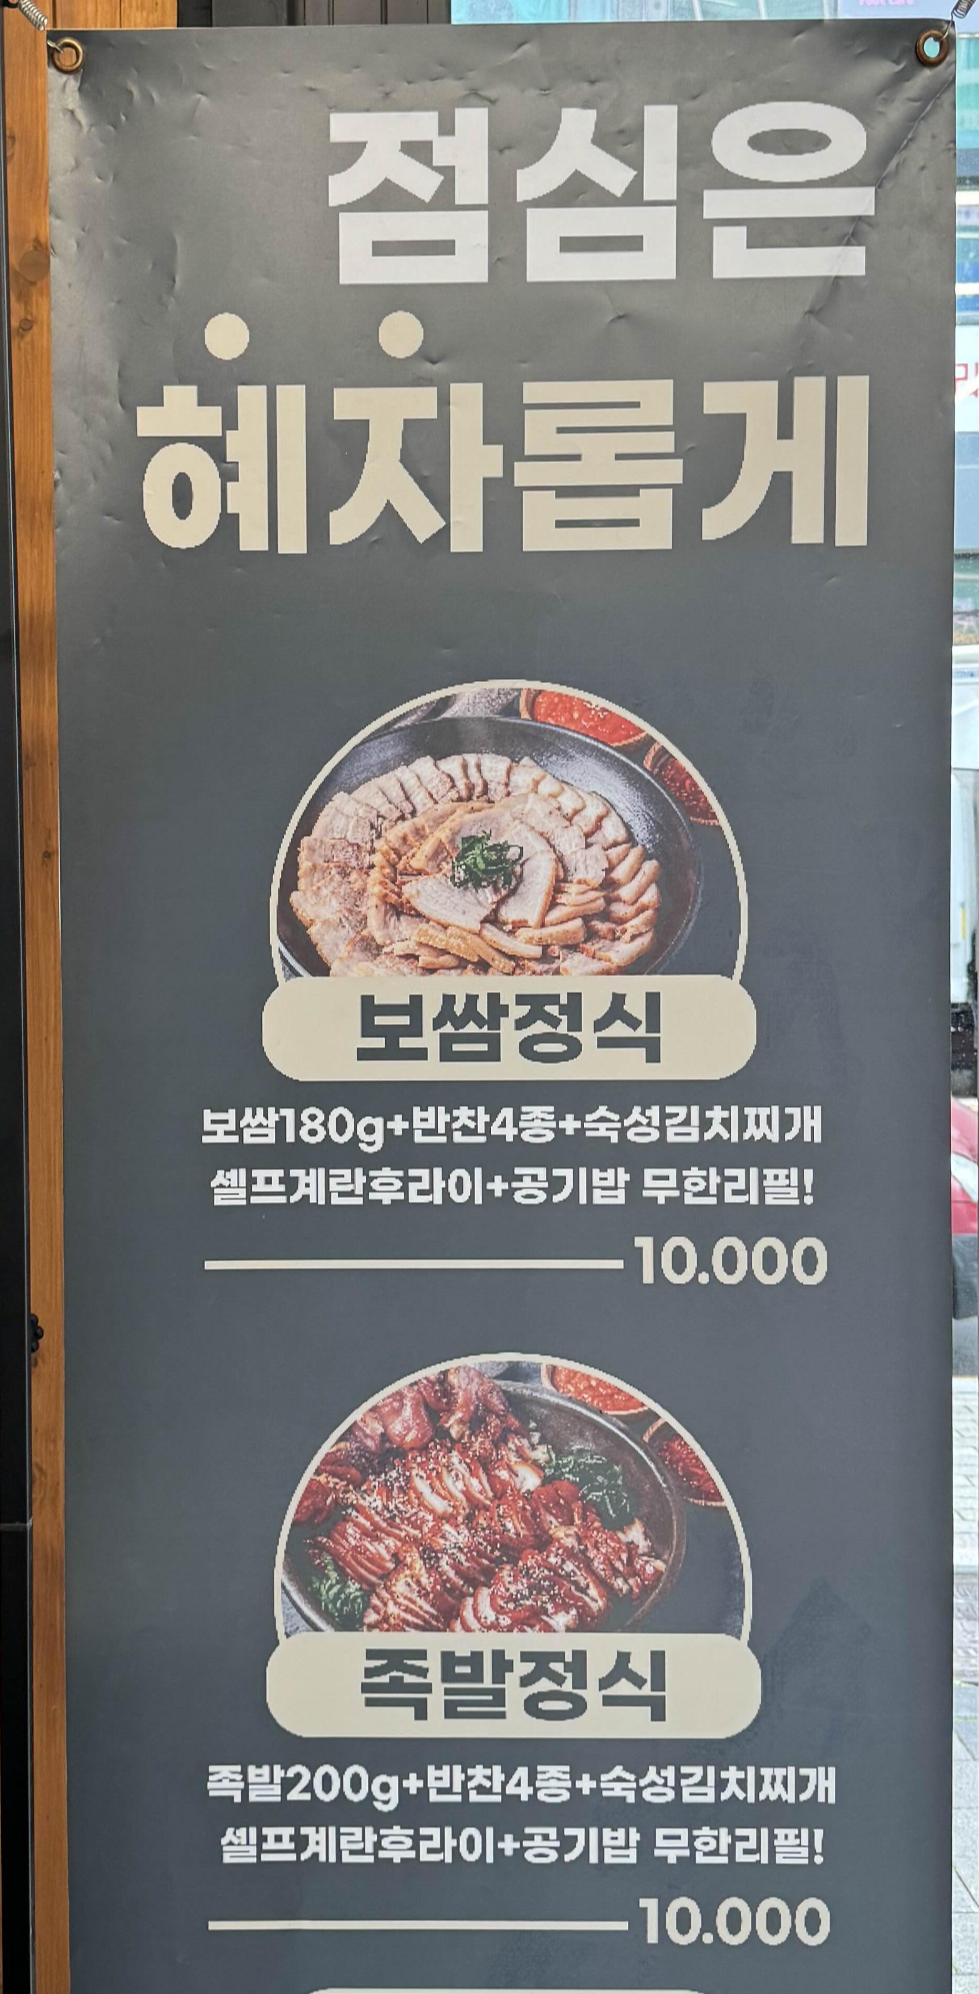 점심은
혜자롭게
보쌈정식
보쌈180g+반찬4종+숙성김치찌개
셀프계란후라이+공기밥 무한리필!
10.000
족발정식
족발200g+반찬4종+숙성김치찌개
셀프계란후라이+공기밥 무한리필!
10.000